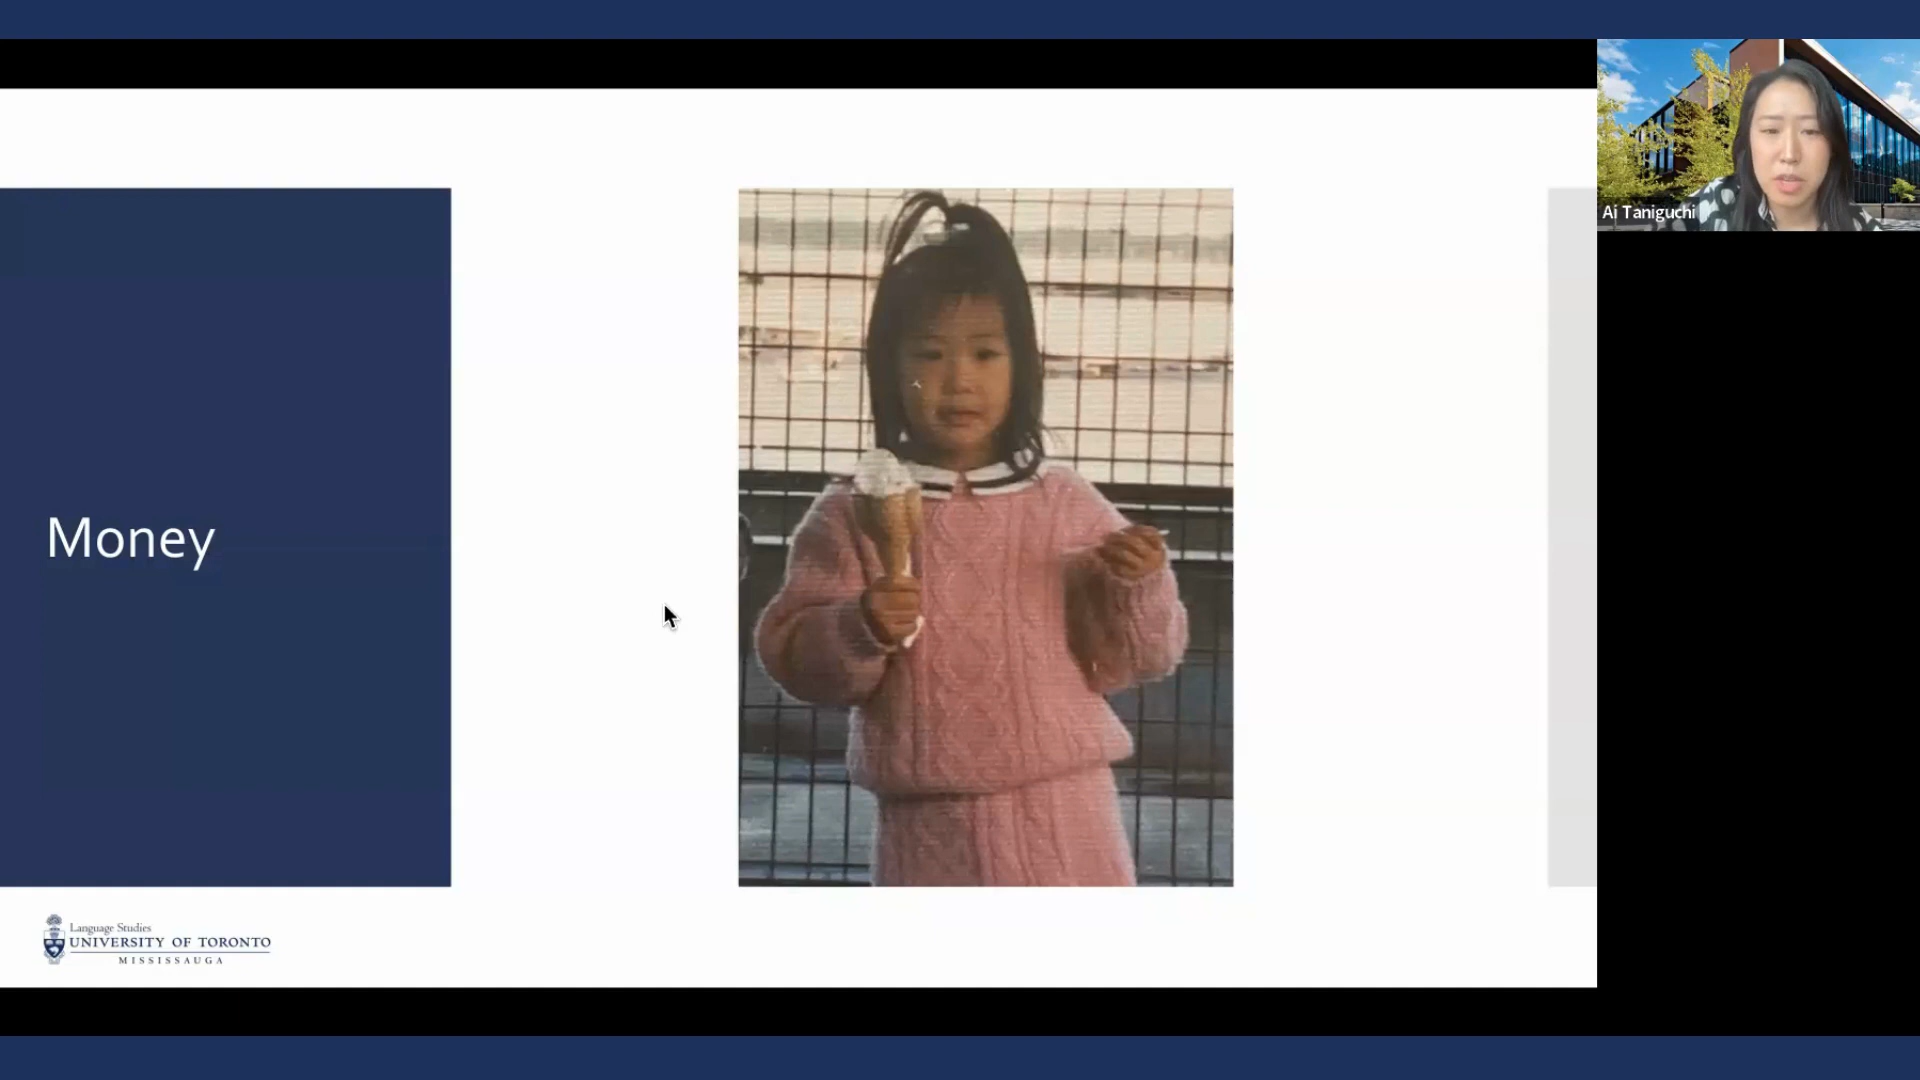 Ai Taniguchi
Money
Language Studies
UNIVERSITY OF TORONTO
MISSISSAUGA